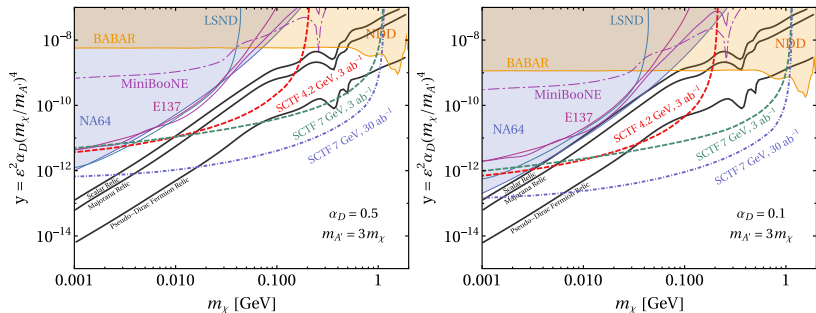 y = ε²α_D(m_χ/m_A')⁴
10⁻⁸
10⁻¹⁰
10⁻¹²
10⁻¹⁴
LSND
BABAR
NDD
MiniBooNE
E137
NA64
SCTF 4.2 GeV, 3 ab⁻¹
SCTF 7 GeV, 3 ab⁻¹
SCTF 7 GeV, 30 ab⁻¹
Scalar Relic
Majorana Relic
Pseudo-Dirac Fermion Relic
α_D = 0.5
m_A' = 3m_χ
0.001 0.010 0.100 1
m_χ [GeV]
y = ε²α_D(m_χ/m_A')⁴
10⁻⁸
10⁻¹⁰
10⁻¹²
10⁻¹⁴
LSND
NDD
BABAR
MiniBooNE
E137
NA64
SCTF 4.2 GeV, 3 ab⁻¹
SCTF 7 GeV, 3 ab⁻¹
SCTF 7 GeV, 30 ab⁻¹
Scalar Relic
Majorana Relic
Pseudo-Dirac Fermion Relic
α_D = 0.1
m_A' = 3m_χ
0.001 0.010 0.100 1
m_χ [GeV]